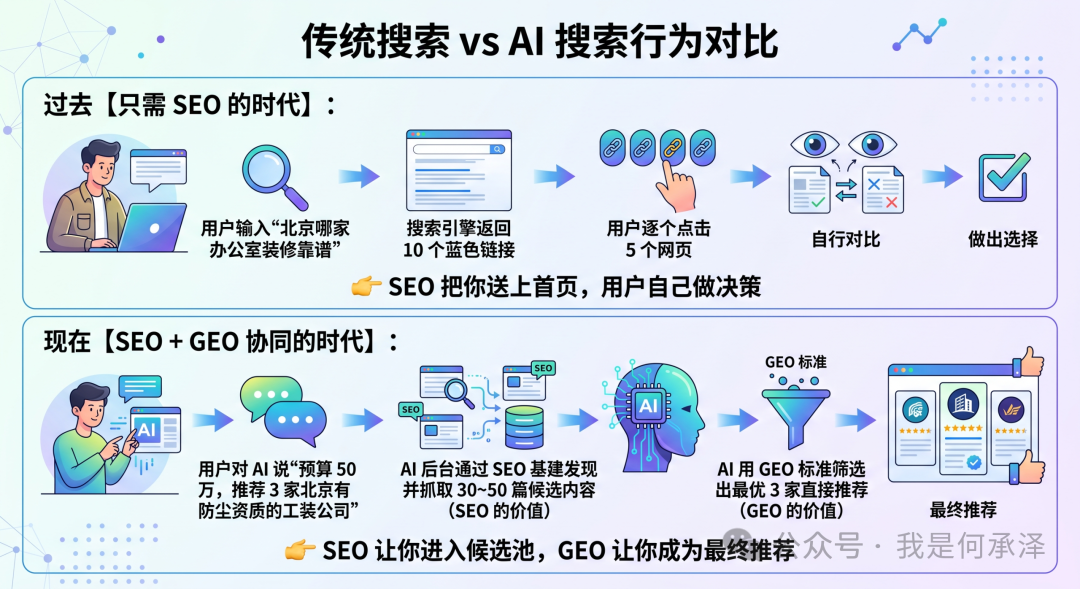 传统搜索 vs AI 搜索行为对比
过去【只需 SEO 的时代】：
用户输入“北京哪家
办公室装修靠谱”
搜索引擎返回
10 个蓝色链接
用户逐个点击
5 个网页
自行对比
做出选择
👉 SEO 把你送上首页，用户自己做决策
现在【SEO + GEO 协同的时代】：
AI
用户对 AI 说“预算 50
万，推荐 3 家北京有
防尘资质的工装公司”
SEO
SEO
AI 后台通过 SEO 基建发现
并抓取 30~50 篇候选内容
（SEO 的价值）
AI
GEO 标准
AI 用 GEO 标准筛选
出最优 3 家直接推荐
（GEO 的价值）
最终推荐
👉 SEO 让你进入候选池，GEO 让你成为最终推荐
公众号 · 我是何承泽